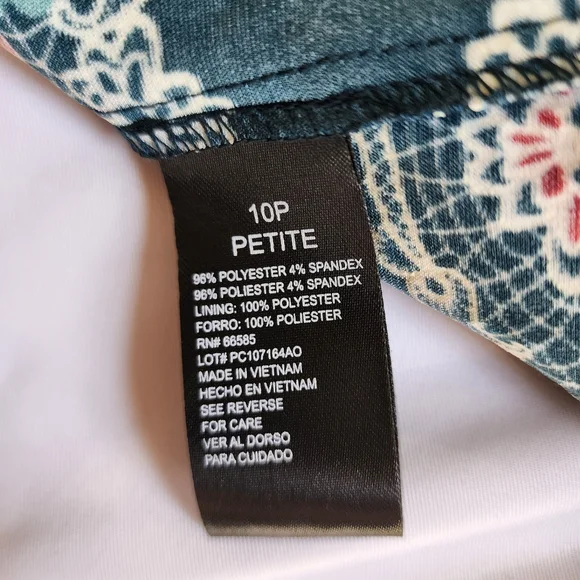 10P
PETITE
96% POLYESTER 4% SPANDEX
96% POLIESTER 4% SPANDEX
LINING: 100% POLYESTER
FORRO: 100% POLIESTER
RN# 66585
LOT# PC107164AO
MADE IN VIETNAM
HECHO EN VIETNAM
SEE REVERSE
FOR CARE
VER AL DORSO
PARA CUIDADO